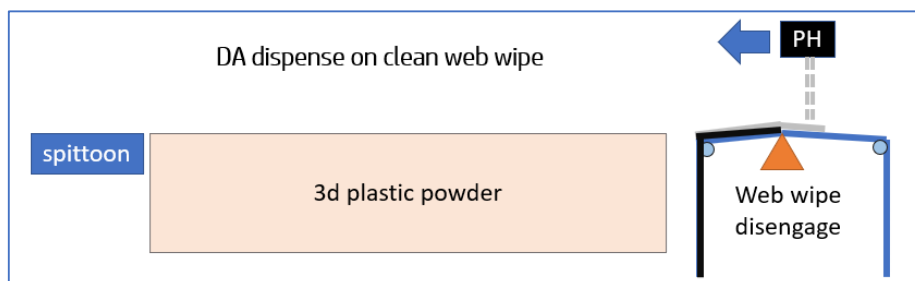 DA dispense on clean web wipe
PH
spittoon
3d plastic powder
Web wipe
disengage